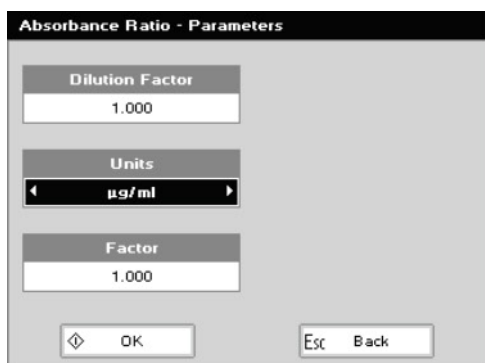 Absorbance Ratio - Parameters
Dilution Factor
1.000
Units
µg/ml
Factor
1.000
OK
Esc Back